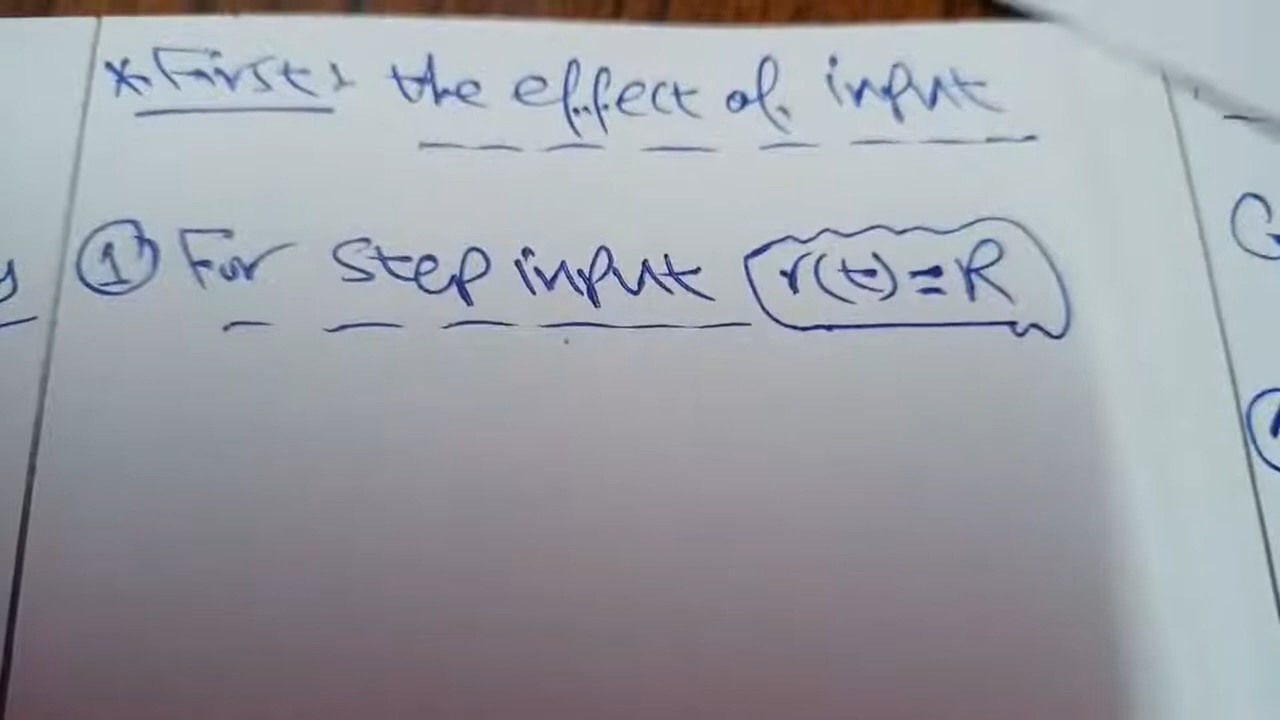 * First: the effect of input
① For step input r(t) = R